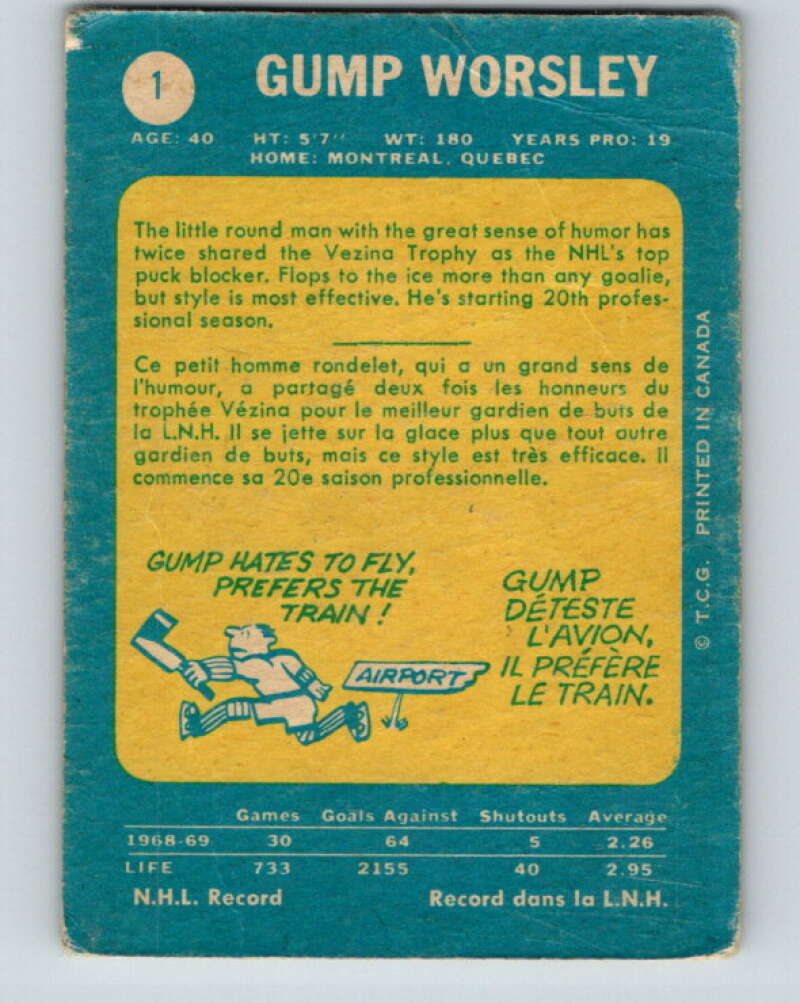 1
GUMP WORSLEY
AGE: 40 HT: 5'7" WT: 180 YEARS PRO: 19
HOME: MONTREAL, QUEBEC
The little round man with the great sense of humor has
twice shared the Vezina Trophy as the NHL's top
puck blocker. Flops to the ice more than any goalie,
but style is most effective. He's starting 20th profes-
sional season.
Ce petit homme rondelet, qui a un grand sens de
l'humour, a partagé deux fois les honneurs du
trophée Vézina pour le meilleur gardien de buts de
la L.N.H. Il se jette sur la glace plus que tout autre
gardien de buts, mais ce style est très efficace. Il
commence sa 20e saison professionnelle.
GUMP HATES TO FLY,
PREFERS THE
TRAIN!
AIRPORT
GUMP
DÉTESTE
L'AVION,
IL PRÉFÈRE
LE TRAIN.
© T.C.G. PRINTED IN CANADA
Games Goals Against Shutouts Average
1968-69 30 64 5 2.26
LIFE 733 2155 40 2.95
N.H.L. Record Record dans la L.N.H.